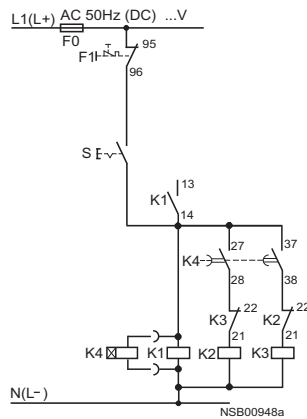 L1(L+) AC 50Hz (DC) ...V
F0
F1 95
96
S
13
K1
14
27 37
K4
28 38
K3 22 K2 22
21 21
K4 K1 K2 K3
N(L-)
NSB00948a